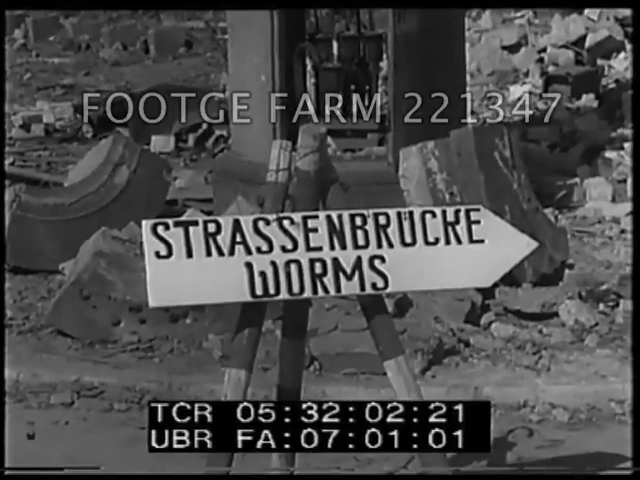 FOOTGE FARM 221347
STRASSENBRÜCKE
WORMS
TCR 05:32:02:21
UBR FA:07:01:01